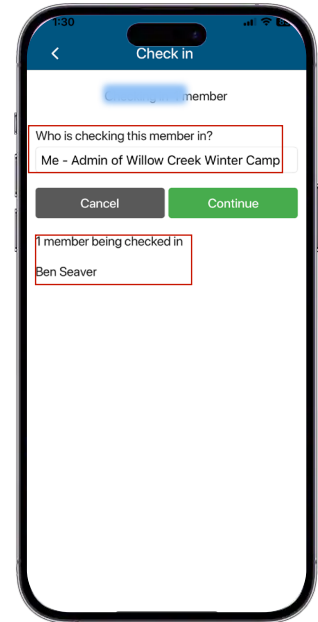 1:30
Check in
member
Who is checking this member in?
Me - Admin of Willow Creek Winter Camp
Cancel
Continue
1 member being checked in
Ben Seaver